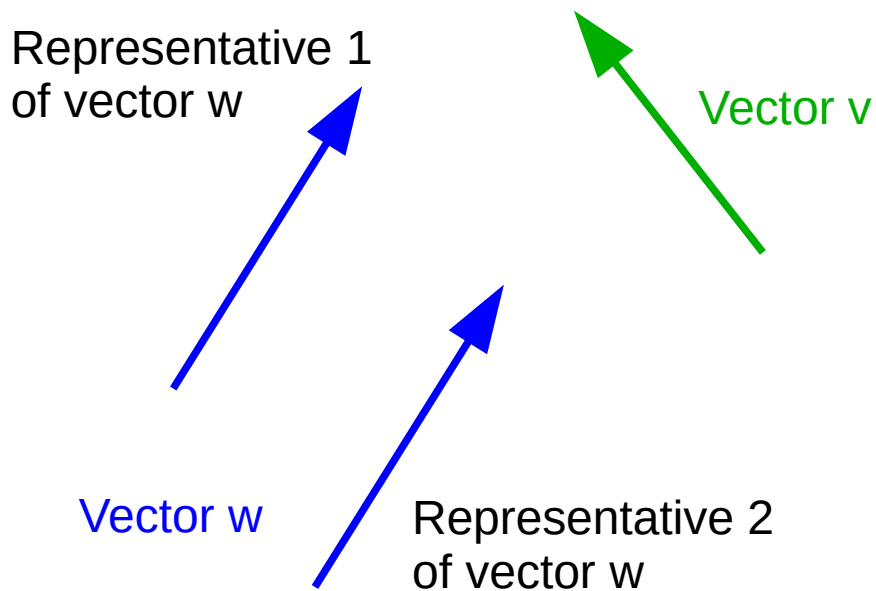 Representative 1
of vector w
Vector v
Vector w
Representative 2
of vector w